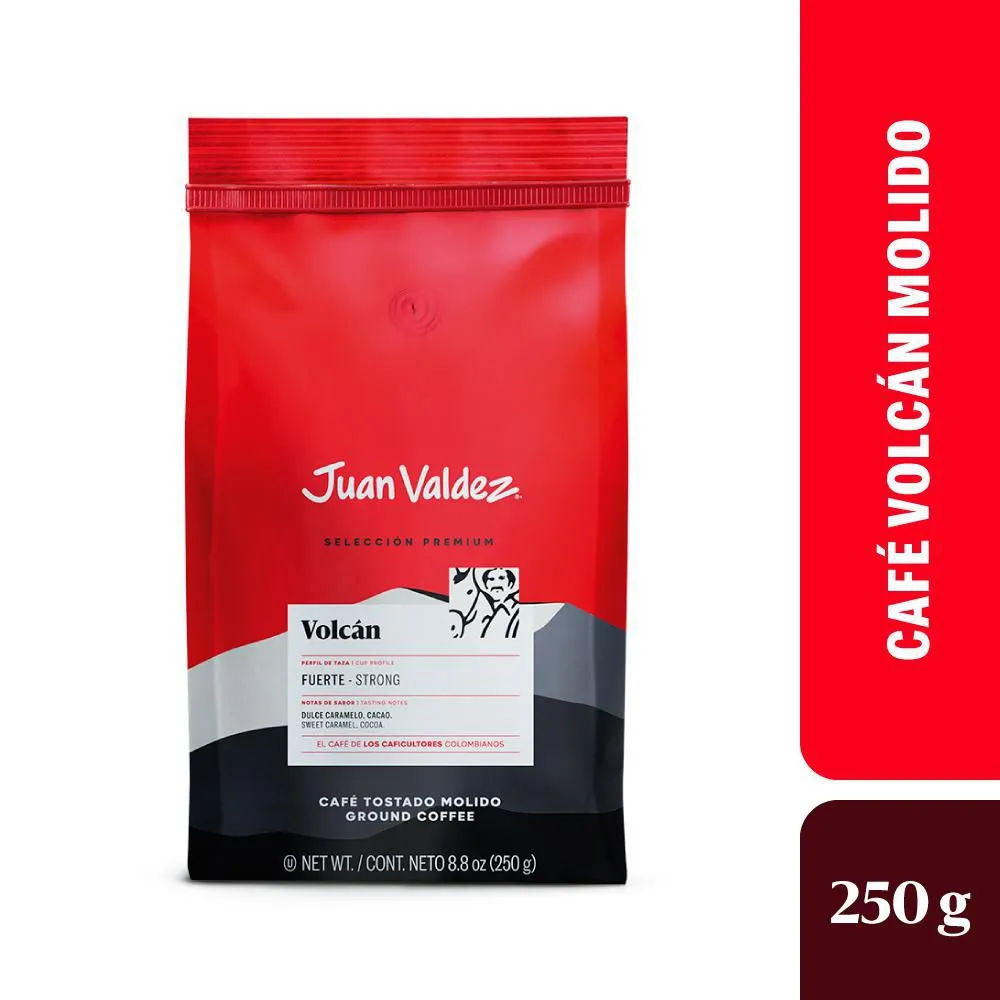 Juan Valdez®
SELECCIÓN PREMIUM
Volcán
PERFIL DE TAZA | CUP PROFILE
FUERTE - STRONG
NOTAS DE SABOR | TASTING NOTES
DULCE CARAMELO, CACAO.
SWEET CARAMEL, COCOA.
EL CAFÉ DE LOS CAFICULTORES COLOMBIANOS
CAFÉ TOSTADO MOLIDO
GROUND COFFEE
Ⓤ NET WT. / CONT. NETO 8.8 oz (250 g)
CAFÉ VOLCÁN MOLIDO
250 g